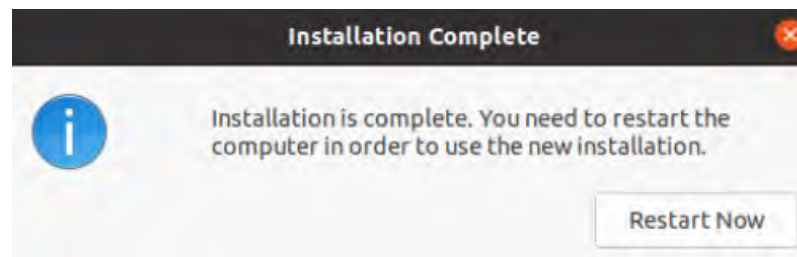 Installation Complete
Installation is complete. You need to restart the
computer in order to use the new installation.
Restart Now